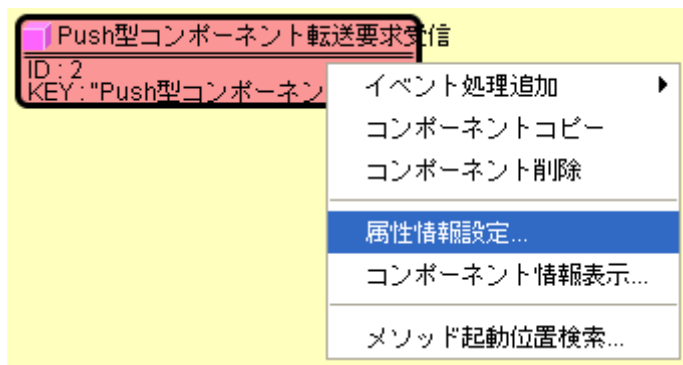 Push型コンポーネント転送要求受信
ID : 2
KEY : "Push型コンポーネン
イベント処理追加
コンポーネントコピー
コンポーネント削除
属性情報設定...
コンポーネント情報表示...
メソッド起動位置検索...